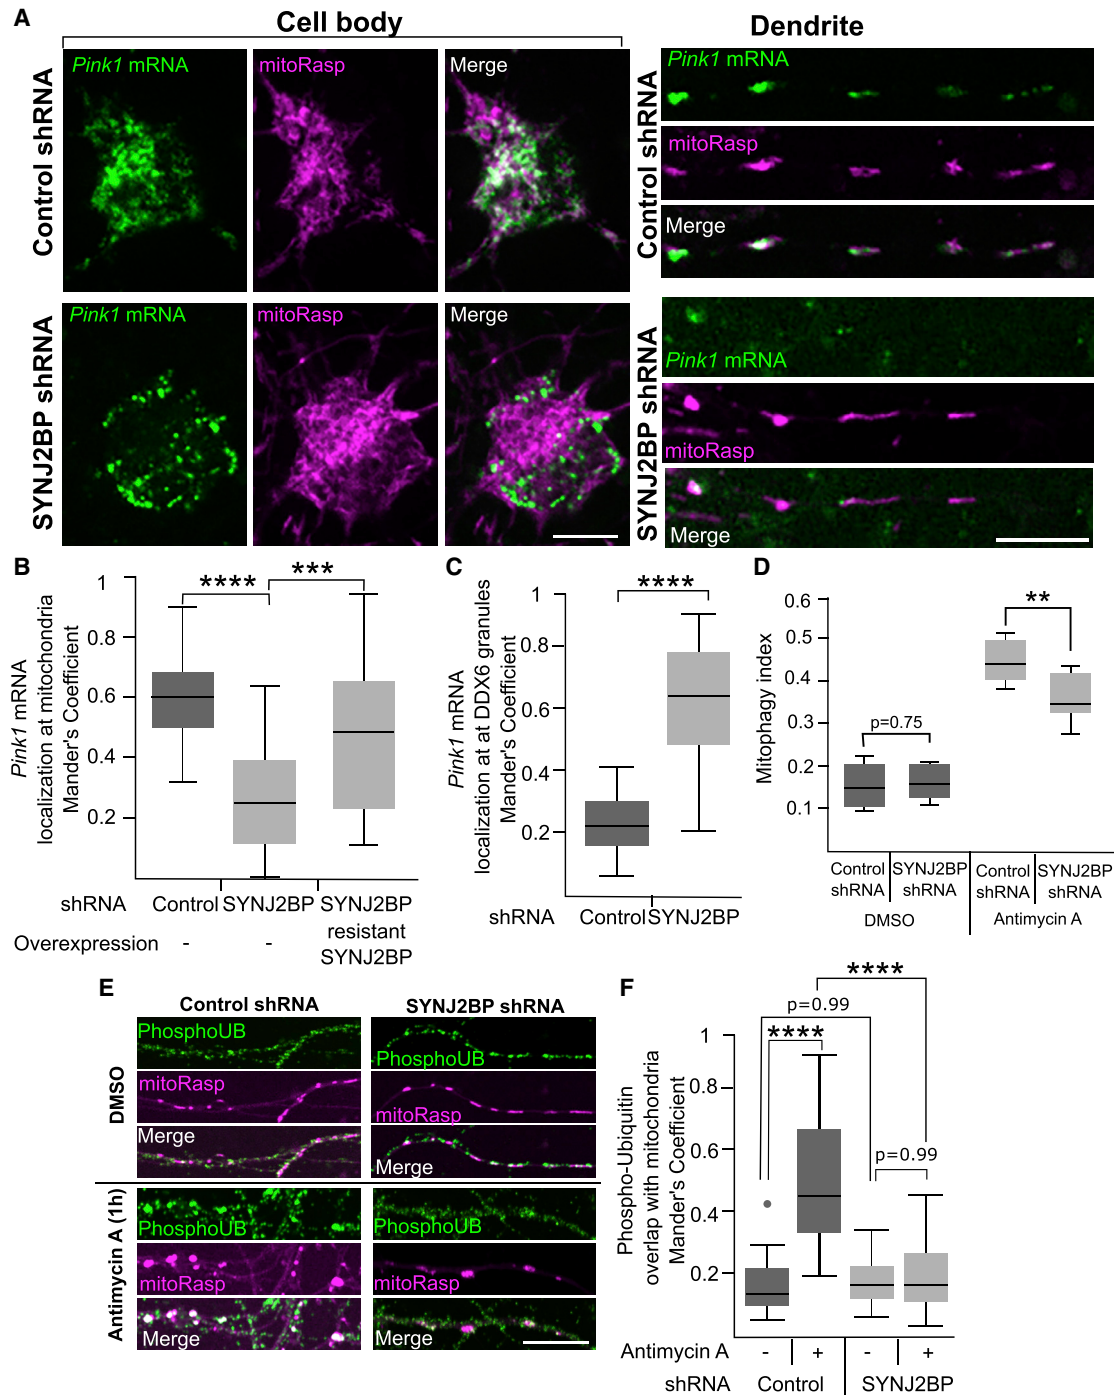 A
Cell body
Dendrite
Control shRNA
Pink1 mRNA
mitoRasp
Merge
Control shRNA
Pink1 mRNA
mitoRasp
Merge
SYNJ2BP shRNA
Pink1 mRNA
mitoRasp
Merge
SYNJ2BP shRNA
Pink1 mRNA
mitoRasp
Merge
B
Pink1 mRNA
localization at mitochondria
Mander's Coefficient
1
0.8
0.6
0.4
0.2
****
***
shRNA
Control
SYNJ2BP
SYNJ2BP
Overexpression
-
-
resistant
SYNJ2BP
C
Pink1 mRNA
localization at at DDX6 granules
Mander's Coefficient
1
0.8
0.6
0.4
0.2
****
shRNA
Control
SYNJ2BP
D
Mitophagy index
0.6
0.5
0.4
0.3
0.2
0.1
p=0.75
**
Control
shRNA
SYNJ2BP
shRNA
Control
shRNA
SYNJ2BP
shRNA
DMSO
Antimycin A
E
Control shRNA
SYNJ2BP shRNA
DMSO
PhosphoUB
mitoRasp
Merge
PhosphoUB
mitoRasp
Merge
Antimycin A (1h)
PhosphoUB
mitoRasp
Merge
PhosphoUB
mitoRasp
Merge
F
Phospho-Ubiquitin
overlap with mitochondria
Mander's Coefficient
1
0.8
0.6
0.4
0.2
****
p=0.99
****
p=0.99
Antimycin A
-
+
-
+
shRNA
Control
SYNJ2BP